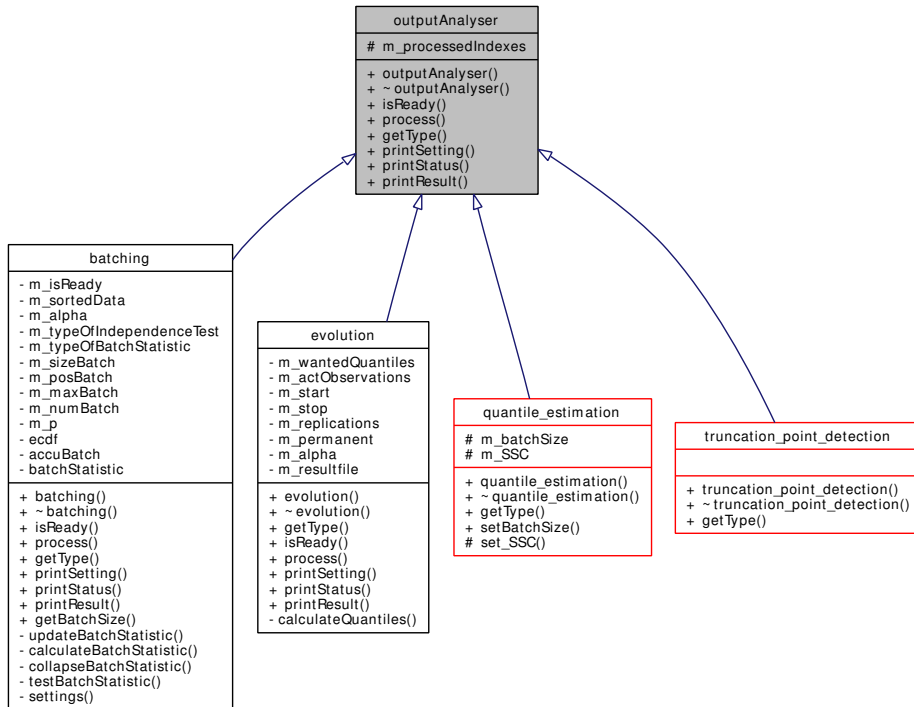 outputAnalyser
# m_processedIndexes
+ outputAnalyser()
+ ~ outputAnalyser()
+ isReady()
+ process()
+ getType()
+ printSetting()
+ printStatus()
+ printResult()
batching
- m_isReady
- m_sortedData
- m_alpha
- m_typeOfIndependenceTest
- m_typeOfBatchStatistic
- m_sizeBatch
- m_posBatch
- m_maxBatch
- m_numBatch
- m_p
- ecdf
- accuBatch
- batchStatistic
+ batching()
+ ~ batching()
+ isReady()
+ process()
+ getType()
+ printSetting()
+ printStatus()
+ printResult()
+ getBatchSize()
- updateBatchStatistic()
- calculateBatchStatistic()
- collapseBatchStatistic()
- testBatchStatistic()
- settings()
evolution
- m_wantedQuantiles
- m_actObservations
- m_start
- m_stop
- m_replications
- m_permanent
- m_alpha
- m_resultfile
+ evolution()
+ ~ evolution()
+ getType()
+ isReady()
+ process()
+ printSetting()
+ printStatus()
+ printResult()
- calculateQuantiles()
quantile_estimation
# m_batchSize
# m_SSC
+ quantile_estimation()
+ ~ quantile_estimation()
+ getType()
+ setBatchSize()
# set_SSC()
truncation_point_detection
+ truncation_point_detection()
+ ~ truncation_point_detection()
+ getType()